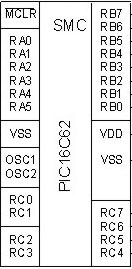 MCLR SMC RB7
RB6
RA0 RB5
RA1 RB4
RA2 RB3
RA3 RB2
RA4 RB1
RA5 RB0
VSS VDD
OSC1 VSS
OSC2
RC0
RC1 RC7
RC6
RC2 RC5
RC3 RC4
PIC16C62